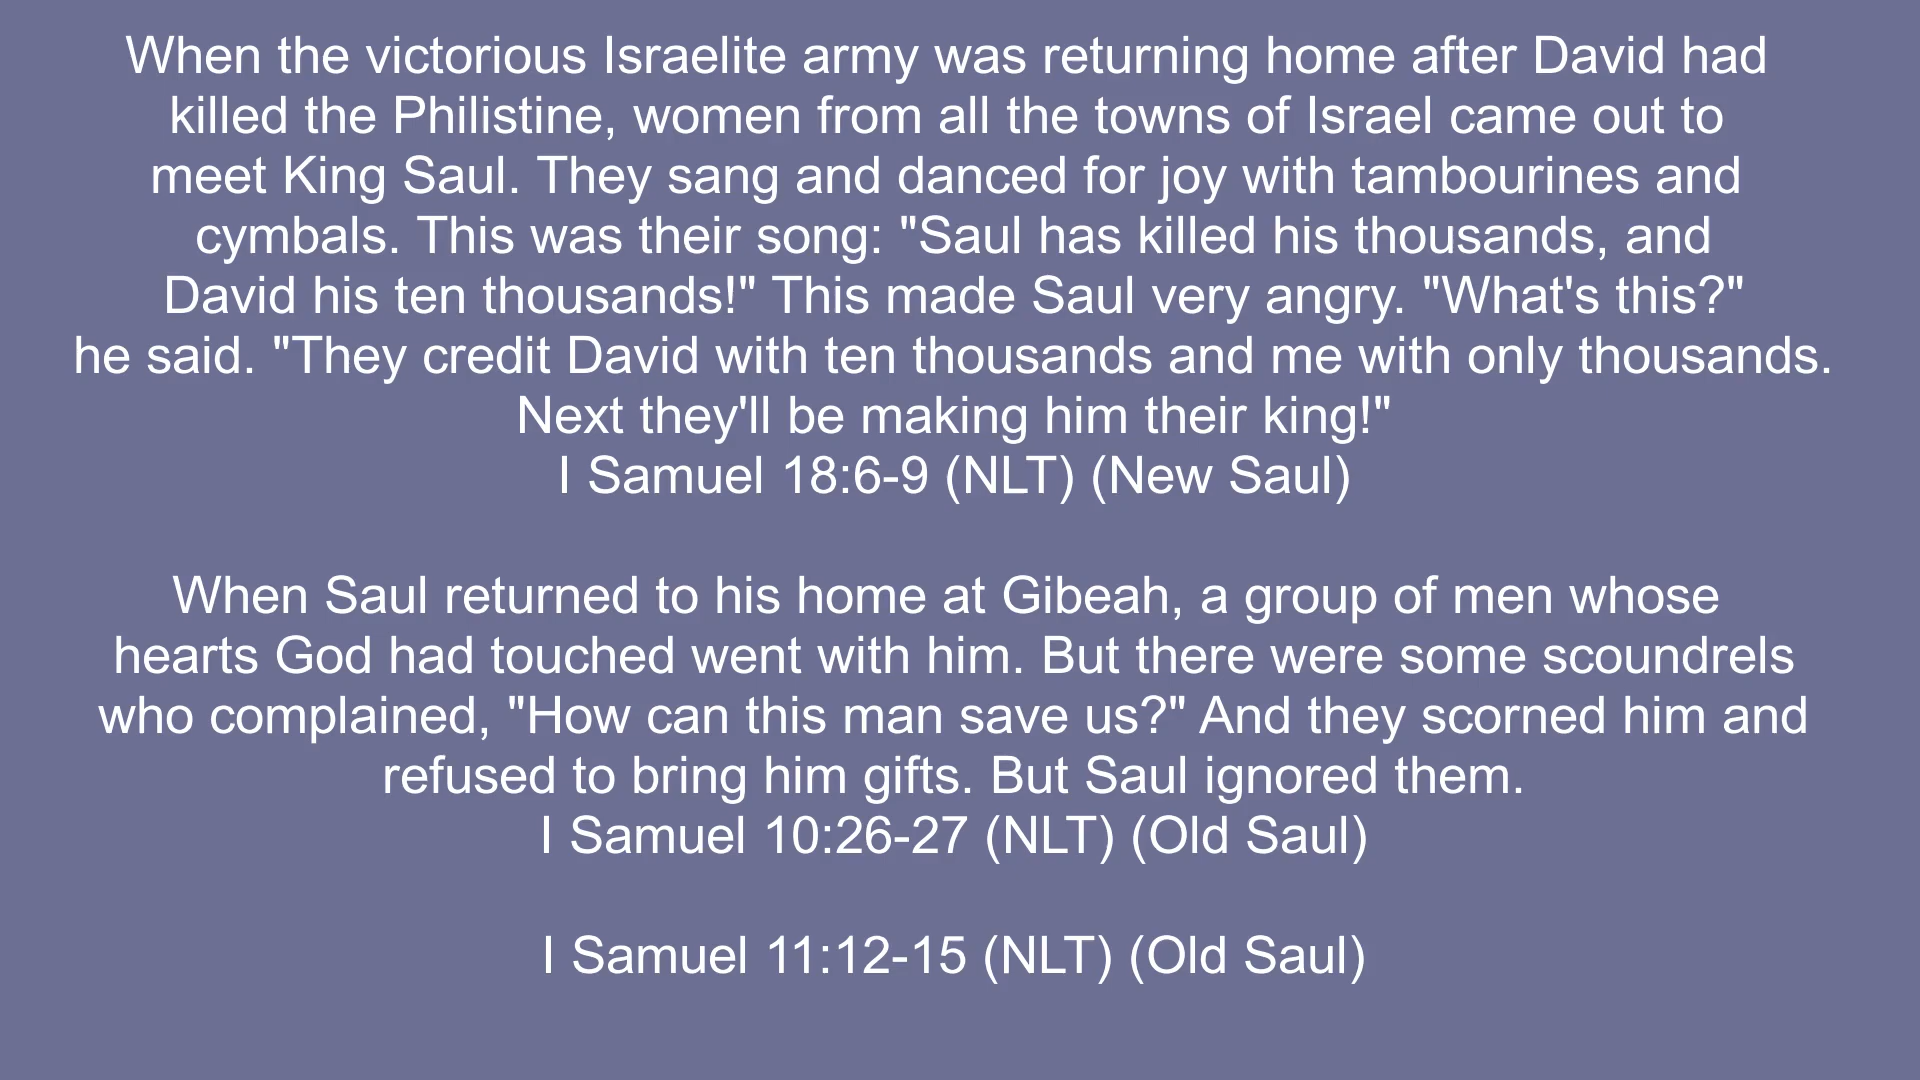 When the victorious Israelite army was returning home after David had
killed the Philistine, women from all the towns of Israel came out to
meet King Saul. They sang and danced for joy with tambourines and
cymbals. This was their song: "Saul has killed his thousands, and
David his ten thousands!" This made Saul very angry. "What's this?"
he said. "They credit David with ten thousands and me with only thousands.
Next they'll be making him their king!"
I Samuel 18:6-9 (NLT) (New Saul)
When Saul returned to his home at Gibeah, a group of men whose
hearts God had touched went with him. But there were some scoundrels
who complained, "How can this man save us?" And they scorned him and
refused to bring him gifts. But Saul ignored them.
I Samuel 10:26-27 (NLT) (Old Saul)
I Samuel 11:12-15 (NLT) (Old Saul)